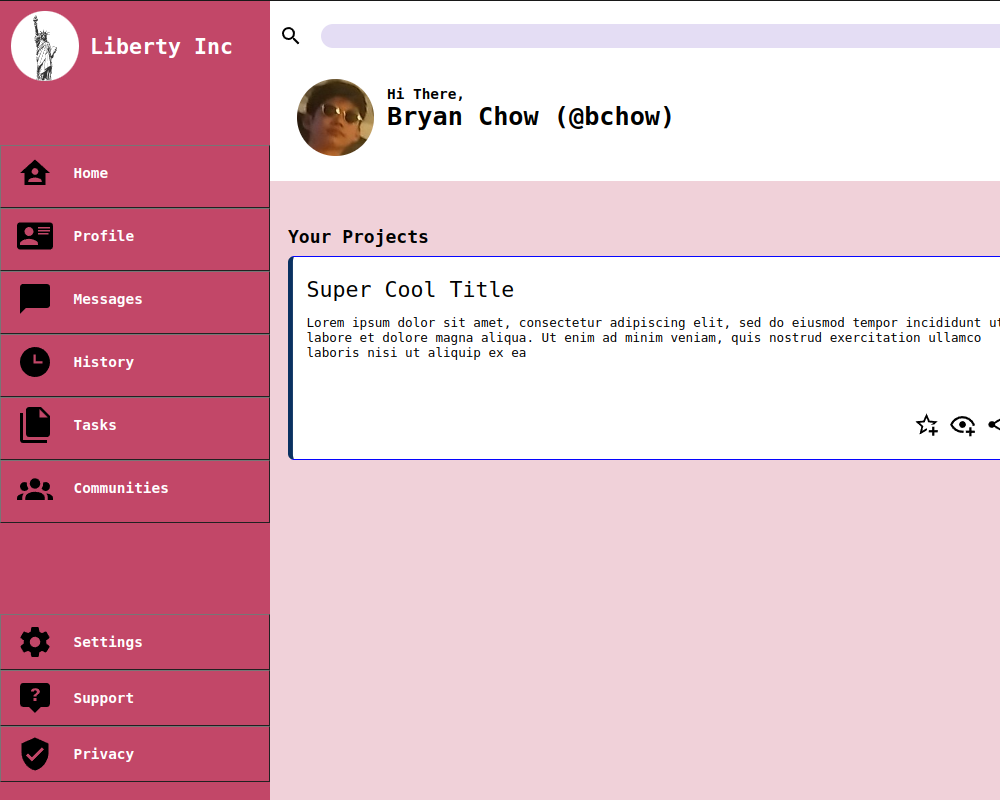 Liberty Inc
Home
Profile
Messages
History
Tasks
Communities
Settings
Support
Privacy
Hi There,
Bryan Chow (@bchow)
Your Projects
Super Cool Title
Lorem ipsum dolor sit amet, consectetur adipiscing elit, sed do eiusmod tempor incididunt ut
labore et dolore magna aliqua. Ut enim ad minim veniam, quis nostrud exercitation ullamco
laboris nisi ut aliquip ex ea